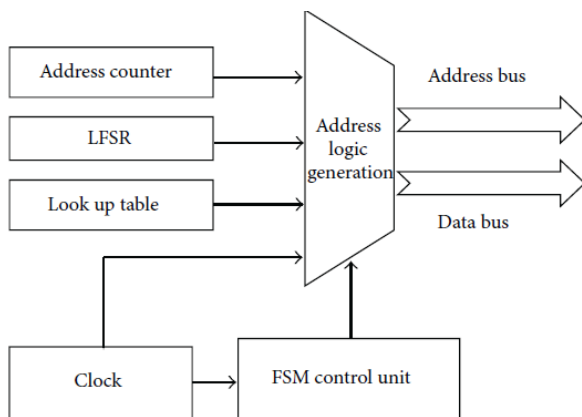 Address counter
LFSR
Look up table
Address
logic
generation
Address bus
Data bus
Clock
FSM control unit